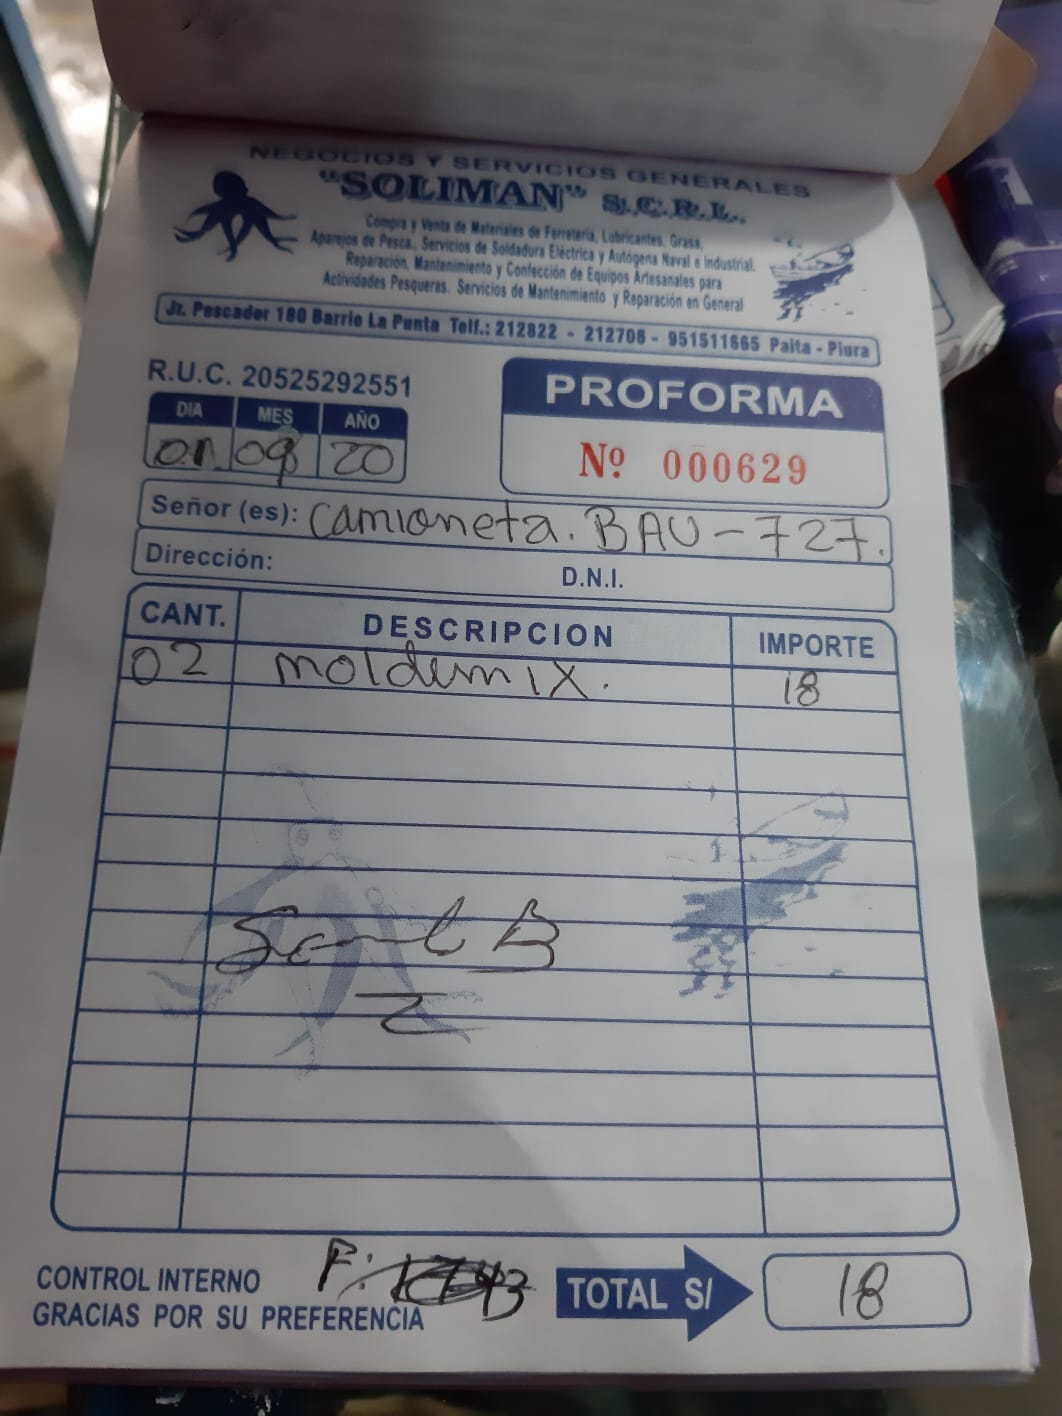 NEGOCIOS Y SERVICIOS GENERALES
"SOLIMAN" S.C.R.L.
Compra y Venta de Materiales de Ferretería, Lubricantes, Grasa,
Aparejos de Pesca, Servicios de Soldadura Eléctrica y Autógena Naval e Industrial.
Reparación, Mantenimiento y Confección de Equipos Artesanales para
Actividades Pesqueras. Servicios de Mantenimiento y Reparación en General
Jr. Pescador 180 Barrio La Punta Telf.: 212822 - 212706 - 951511665 Paita - Piura
R.U.C. 20525292551
PROFORMA
Nº 000629
DIA MES AÑO
01 09 20
Señor (es): camioneta. BAU-727.
Dirección: D.N.I.
CANT. DESCRIPCION IMPORTE
02 moldemix. 18
CONTROL INTERNO
GRACIAS POR SU PREFERENCIA
F:
TOTAL S/ 18